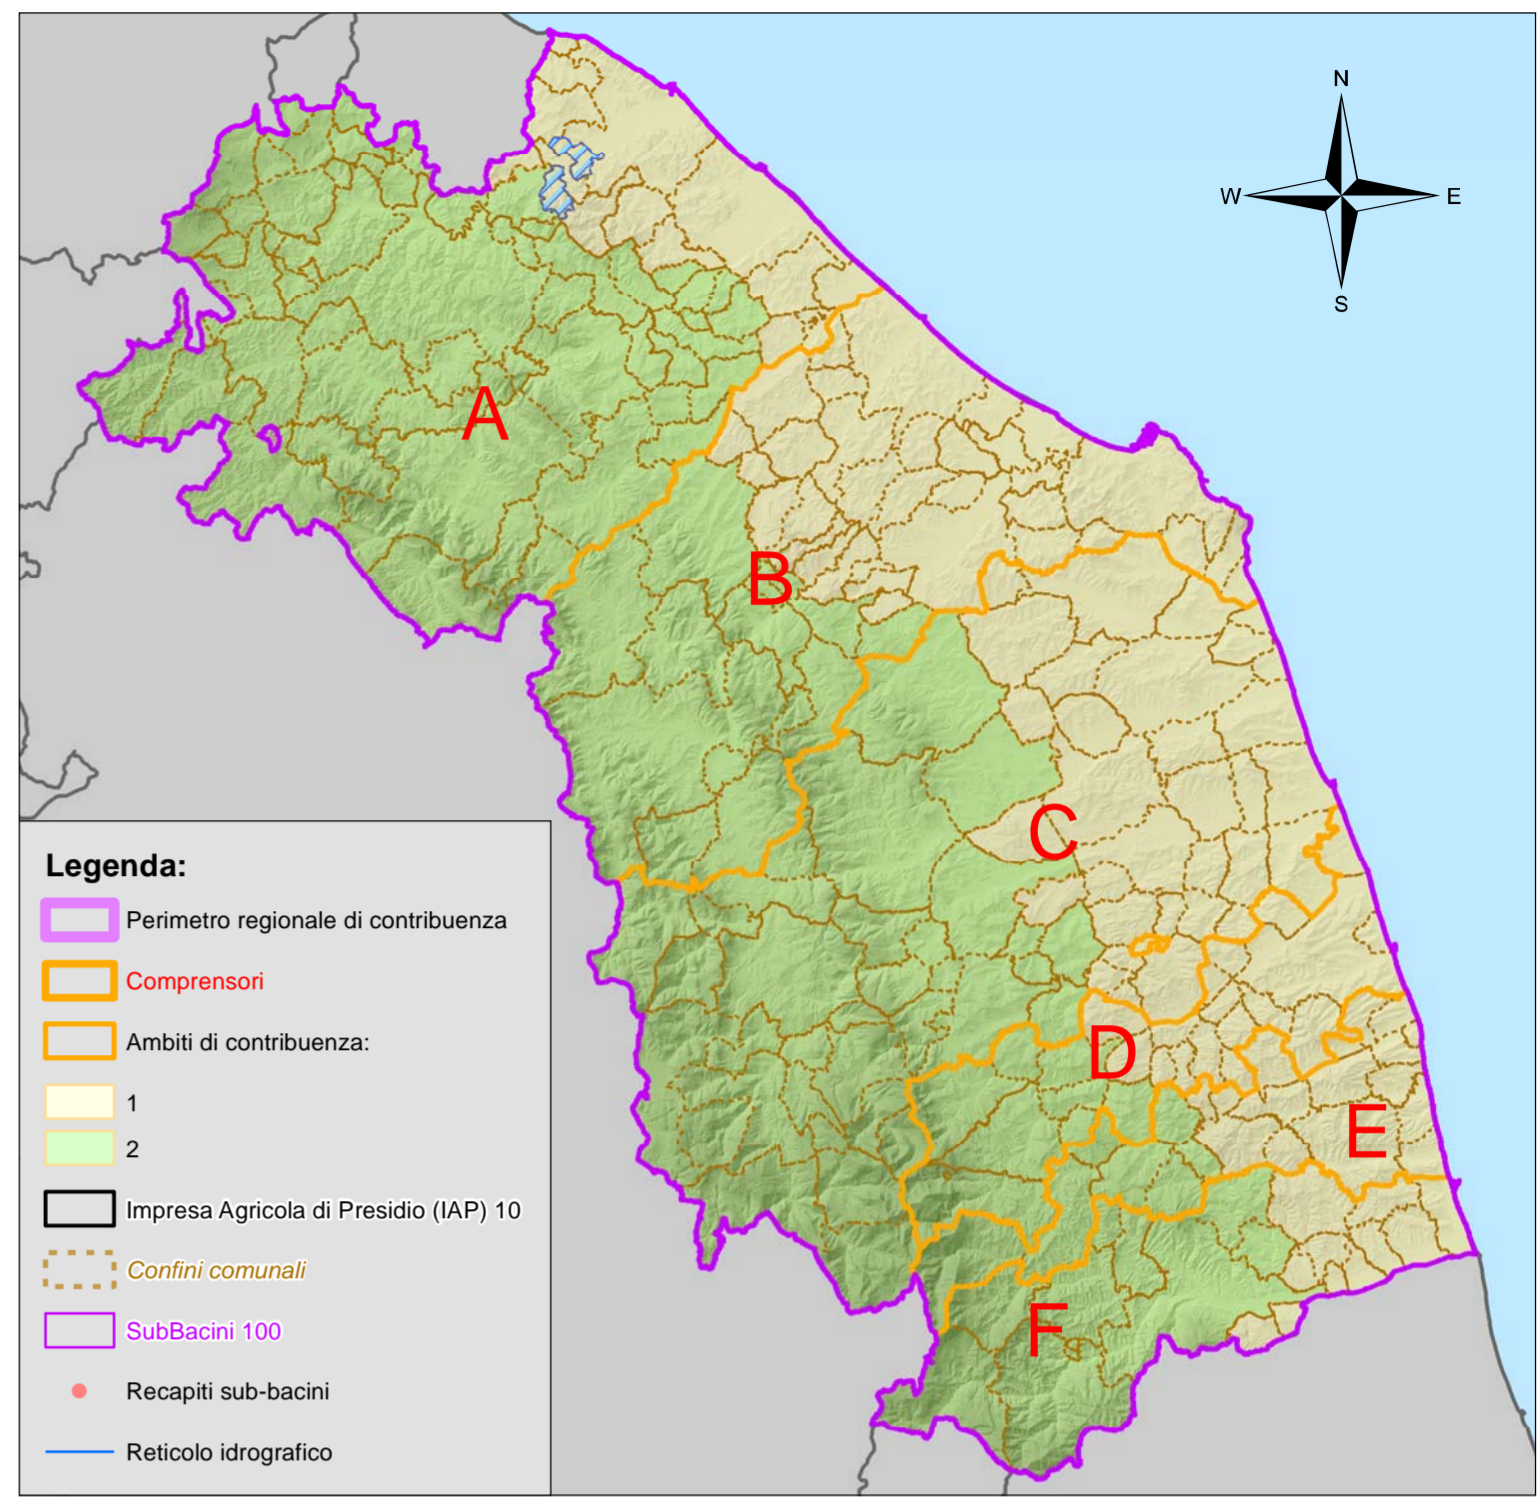 N
W E
S
A
B
C
D
E
F
Legenda:
Perimetro regionale di contribuenza
Comprensori
Ambiti di contribuenza:
1
2
Impresa Agricola di Presidio (IAP) 10
Confini comunali
SubBacini 100
Recapiti sub-bacini
Reticolo idrografico